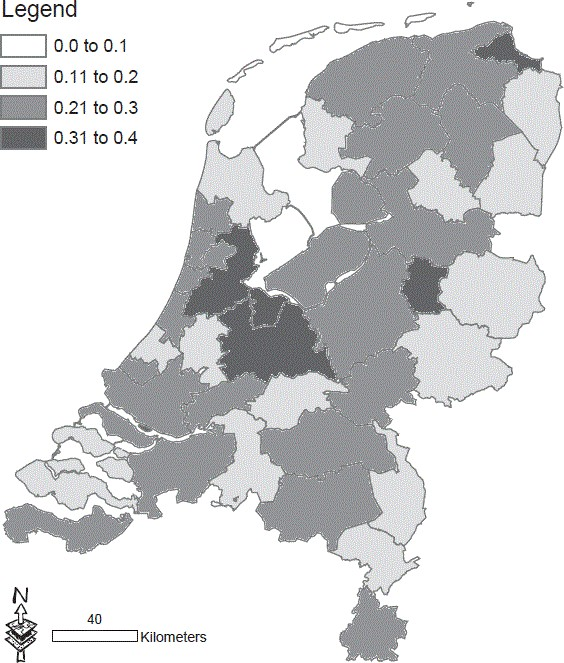 Legend
0.0 to 0.1
0.11 to 0.2
0.21 to 0.3
0.31 to 0.4
N
40
Kilometers